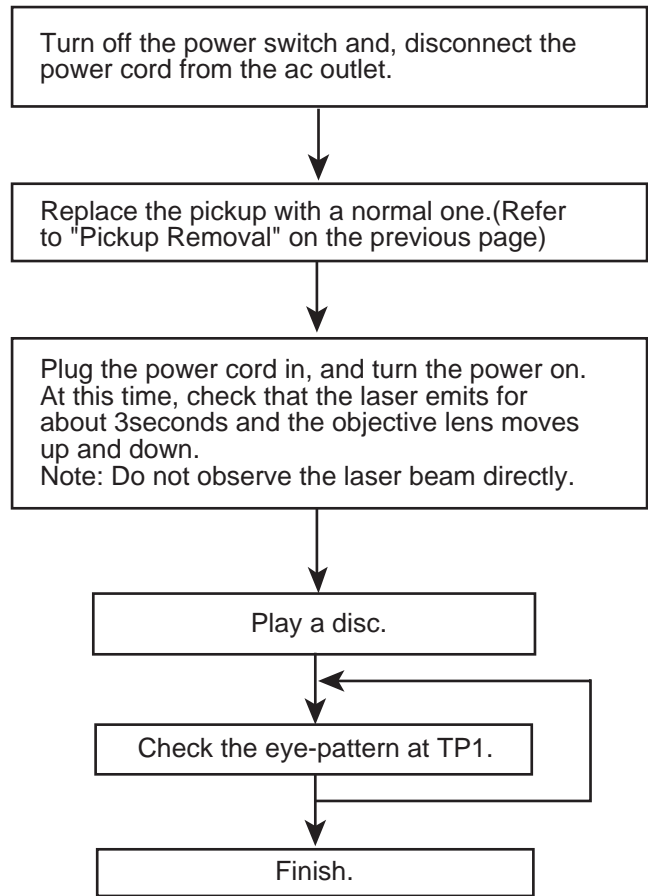 Turn off the power switch and, disconnect the
power cord from the ac outlet.
Replace the pickup with a normal one.(Refer
to "Pickup Removal" on the previous page)
Plug the power cord in, and turn the power on.
At this time, check that the laser emits for
about 3seconds and the objective lens moves
up and down.
Note: Do not observe the laser beam directly.
Play a disc.
Check the eye-pattern at TP1.
Finish.